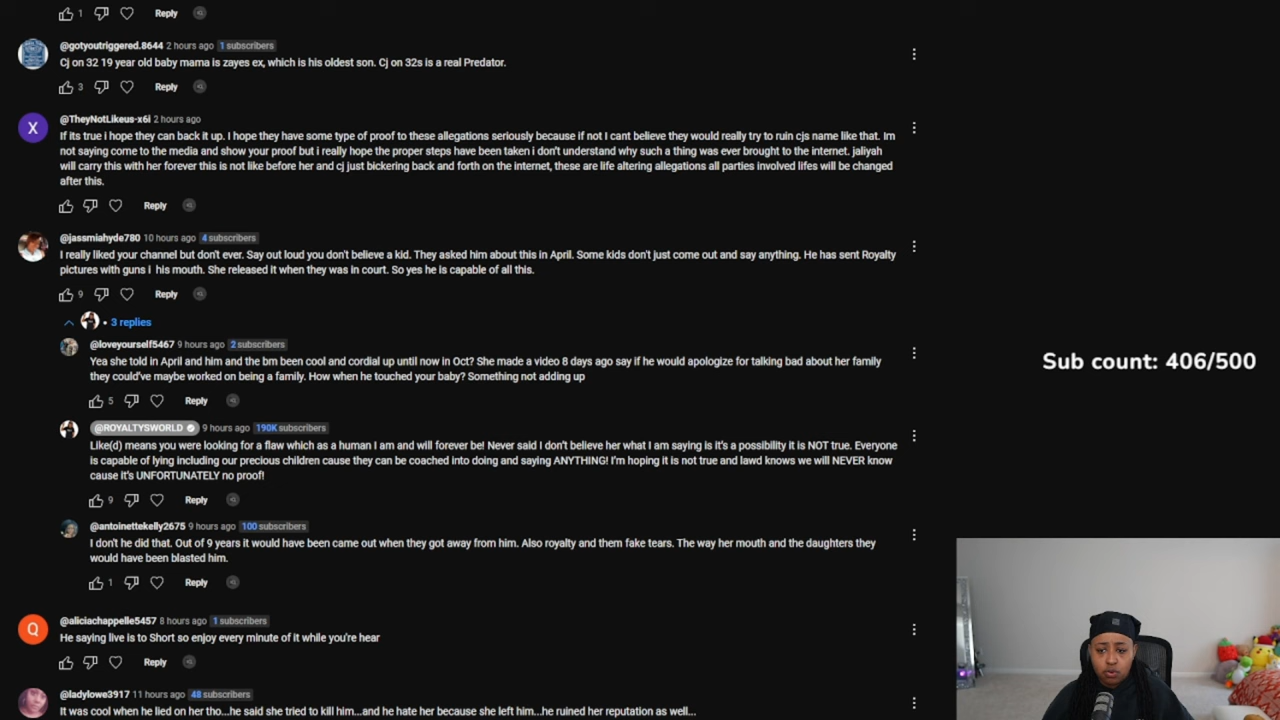 1 Reply
@gotyoutriggered.8644 2 hours ago 1 subscribers
Cj on 32 19 year old baby mama is zayes ex, which is his oldest son. Cj on 32s is a real Predator.
3 Reply
X
@TheyNotLikeus-x6i 2 hours ago
If its true i hope they can back it up. I hope they have some type of proof to these allegations seriously because if not I cant believe they would really try to ruin cjs name like that. Im
not saying come to the media and show your proof but i really hope the proper steps have been taken i don't understand why such a thing was ever brought to the internet. jaliyah
will carry this with her forever this is not like before her and cj just bickering back and forth on the internet, these are life altering allegations all parties involved lifes will be changed
after this.
Reply
@jassmiahyde780 10 hours ago 4 subscribers
I really liked your channel but don't ever. Say out loud you don't believe a kid. They asked him about this in April. Some kids don't just come out and say anything. He has sent Royalty
pictures with guns i his mouth. She released it when they was in court. So yes he is capable of all this.
9 Reply
• 3 replies
@loveyourself5467 9 hours ago 2 subscribers
Yea she told in April and him and the bm been cool and cordial up until now in Oct? She made a video 8 days ago say if he would apologize for talking bad about her family
they could've maybe worked on being a family. How when he touched your baby? Something not adding up
5 Reply
Sub count: 406/500
@ROYALTYSWORLD 9 hours ago 190K subscribers
Like(d) means you were looking for a flaw which as a human I am and will forever be! Never said I don't believe her what I am saying is it's a possibility it is NOT true. Everyone
is capable of lying including our precious children cause they can be coached into doing and saying ANYTHING! I'm hoping it is not true and lawd knows we will NEVER know
cause it's UNFORTUNATELY no proof!
9 Reply
@antoinettekelly2675 9 hours ago 100 subscribers
I don't he did that. Out of 9 years it would have been came out when they got away from him. Also royalty and them fake tears. The way her mouth and the daughters they
would have been blasted him.
1 Reply
Q
@aliciachappelle5457 8 hours ago 1 subscribers
He saying live is to Short so enjoy every minute of it while you're hear
Reply
@ladylowe3917 11 hours ago 48 subscribers
It was cool when he lied on her tho...he said she tried to kill him...and he hate her because she left him...he ruined her reputation as well...